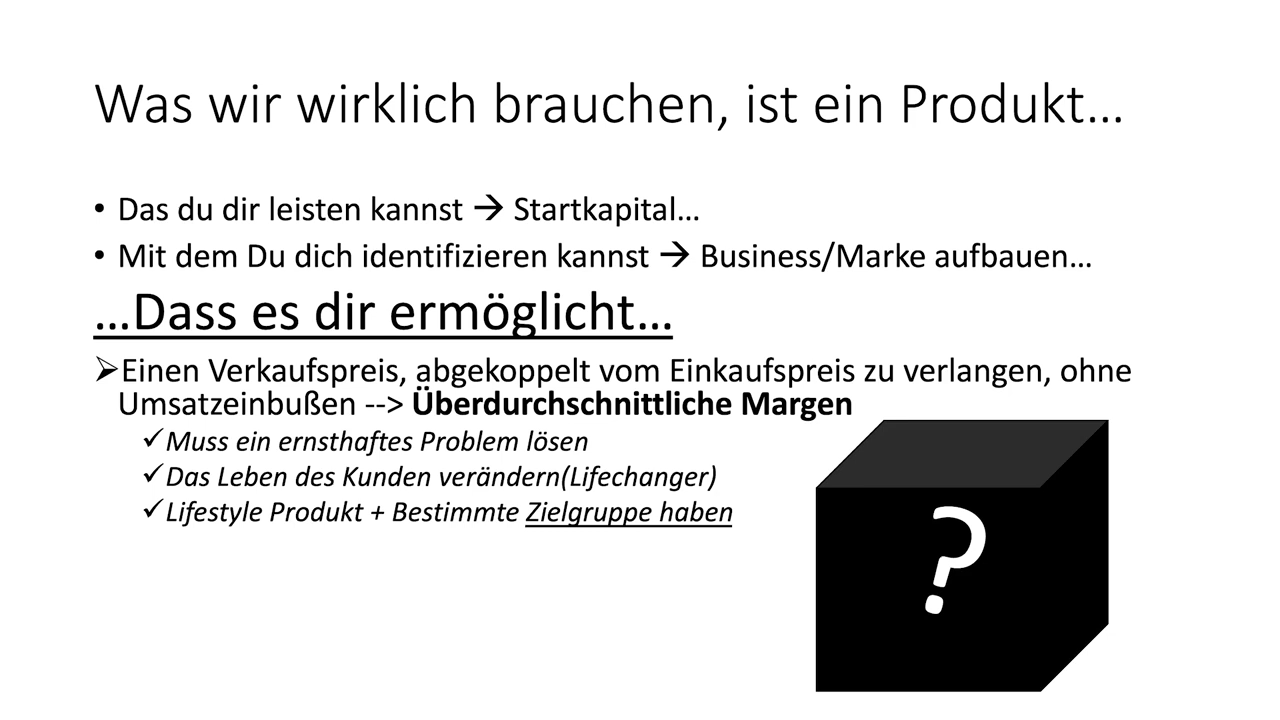 Was wir wirklich brauchen, ist ein Produkt…
• Das du dir leisten kannst → Startkapital…
• Mit dem Du dich identifizieren kannst → Business/Marke aufbauen…
…Dass es dir ermöglicht…
➢Einen Verkaufspreis, abgekoppelt vom Einkaufspreis zu verlangen, ohne
Umsatzeinbußen --> Überdurchschnittliche Margen
✓Muss ein ernsthaftes Problem lösen
✓Das Leben des Kunden verändern(Lifechanger)
✓Lifestyle Produkt + Bestimmte Zielgruppe haben
?